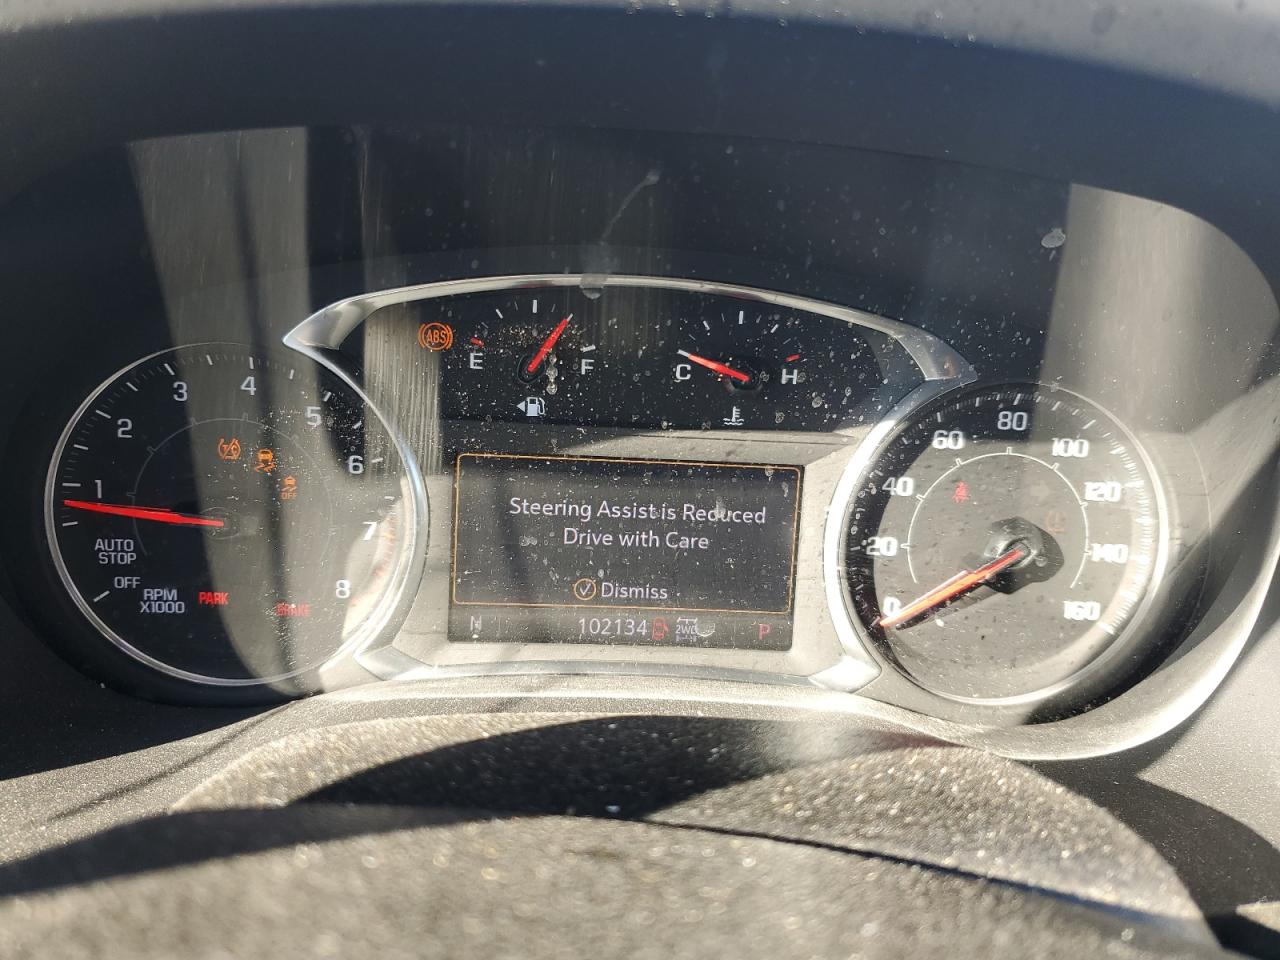 ABS
E F
C H
1 2 3 4 5 6 7 8
AUTO
STOP
OFF
RPM
X1000
PARK
BRAKE
T/C
OFF
Steering Assist is Reduced
Drive with Care
Dismiss
N 102134 2WD P
0 20 40 60 80 100 120 140 160